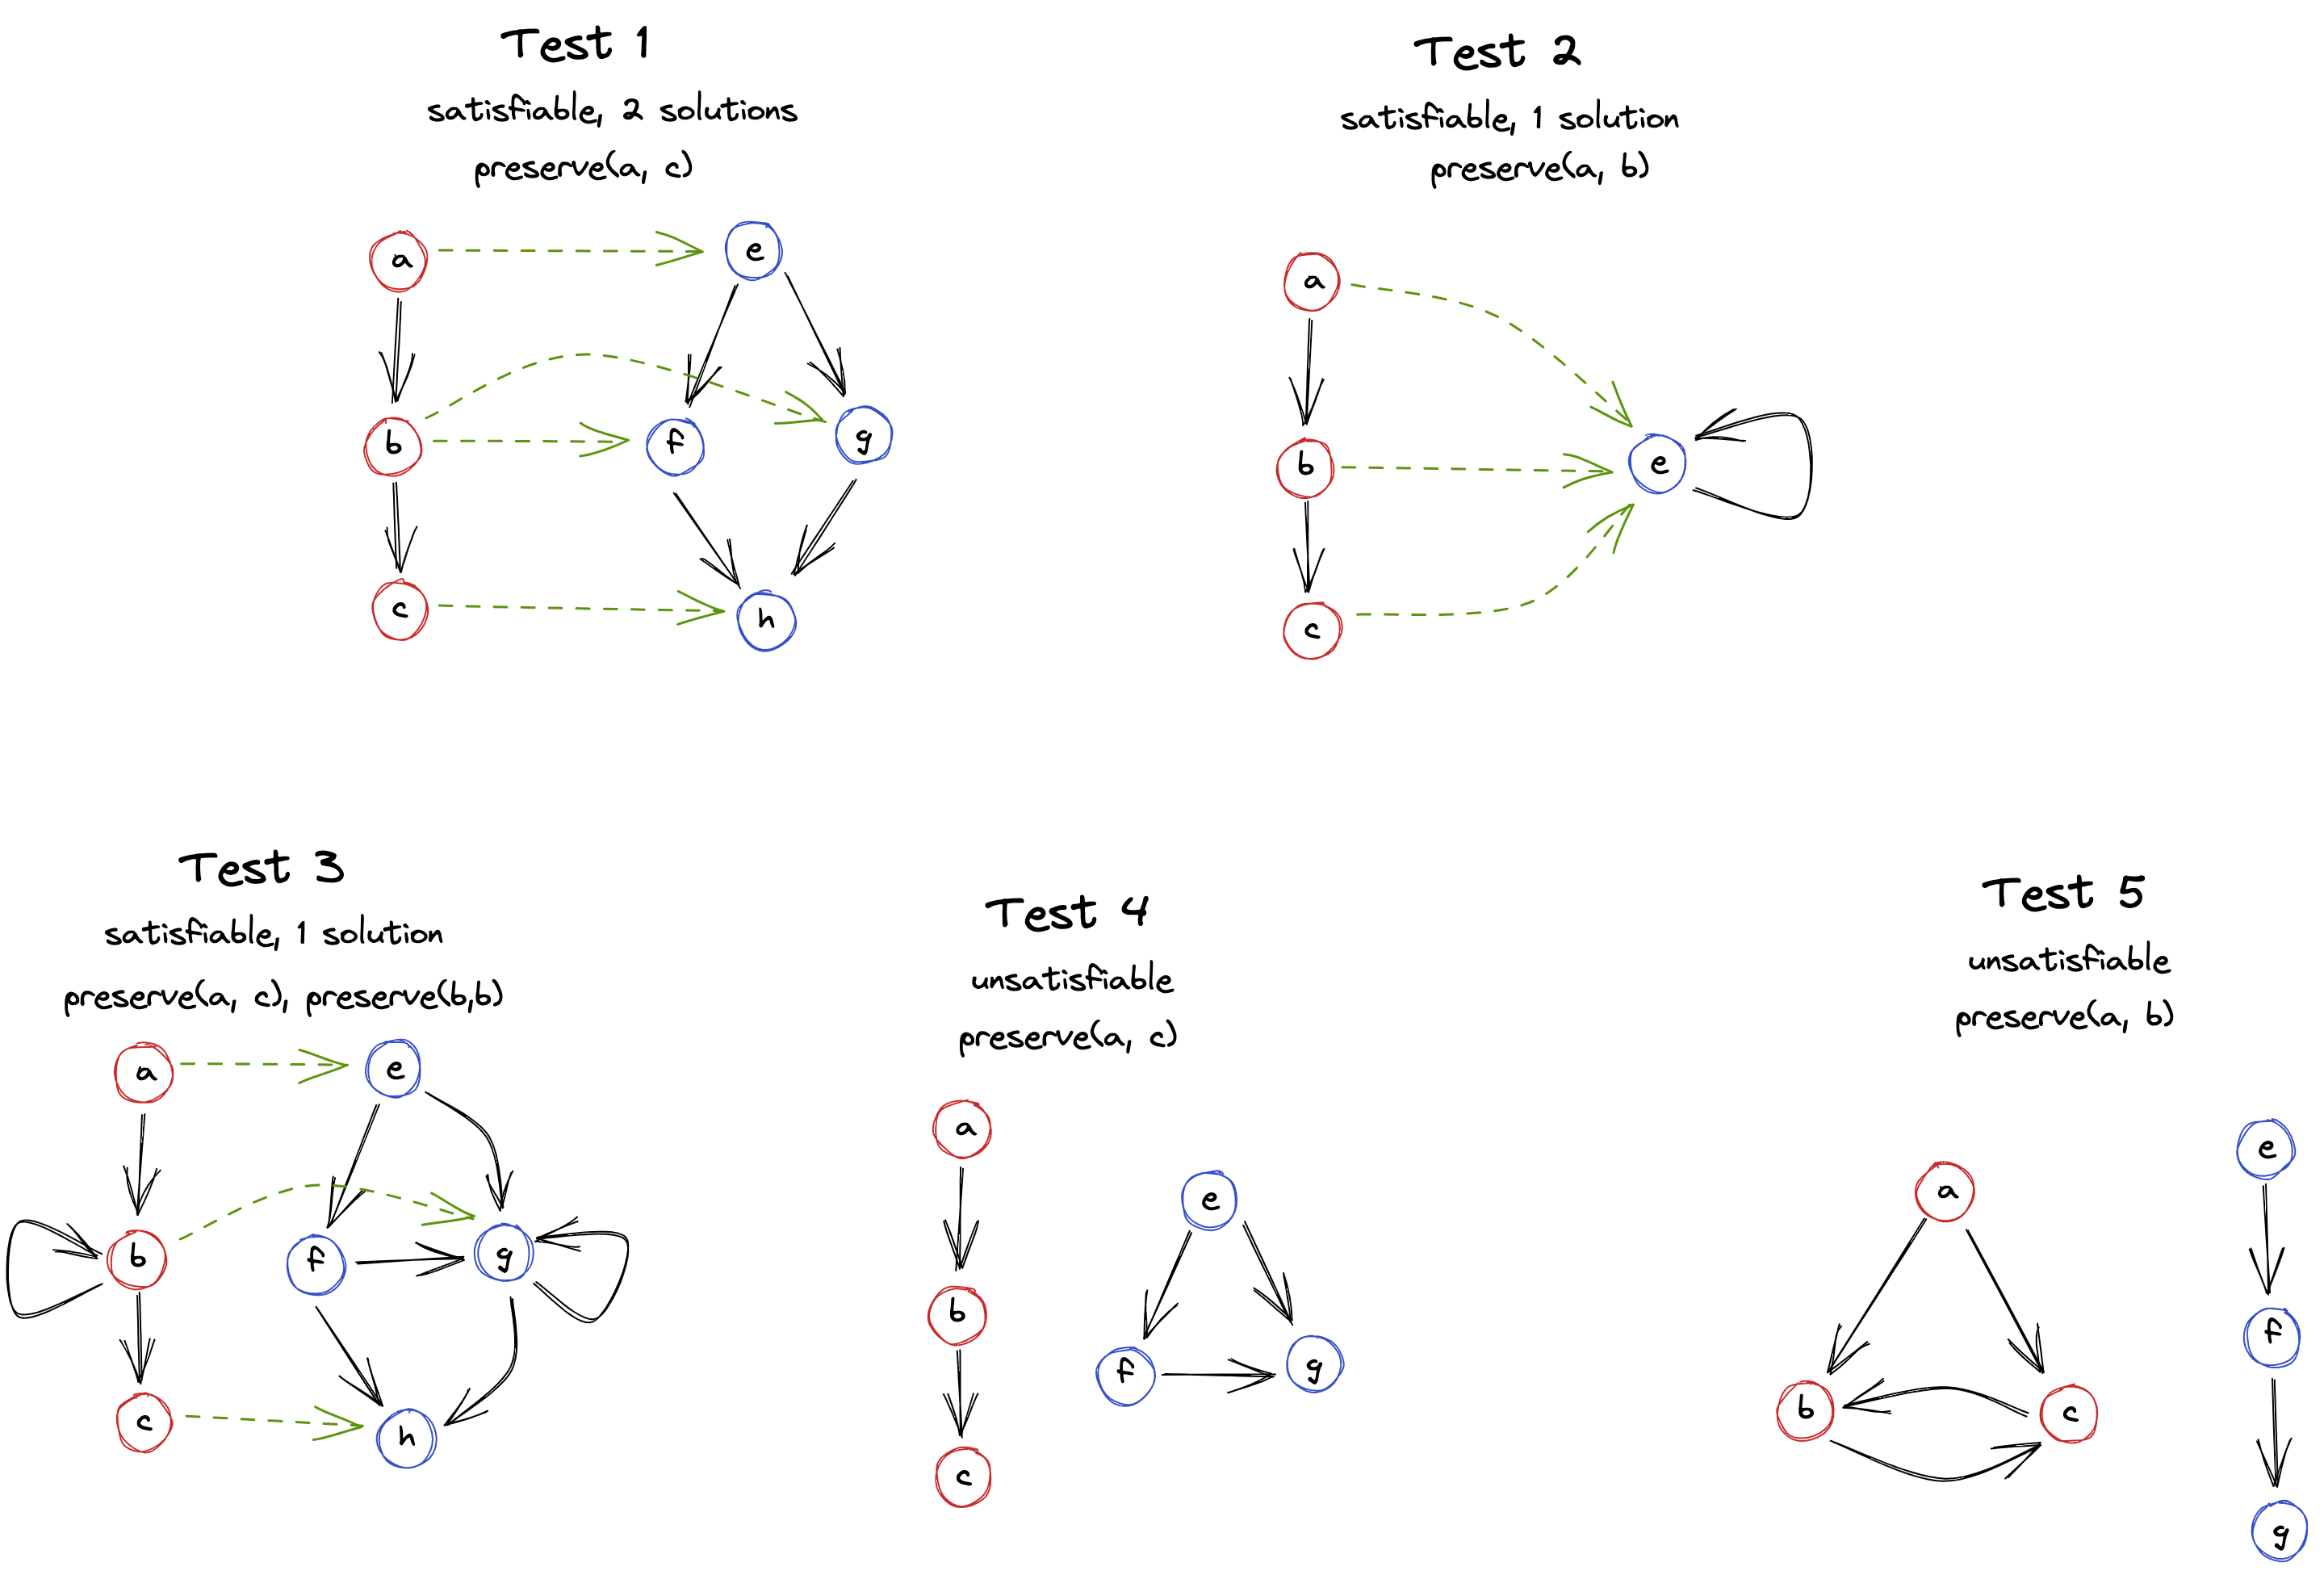 Test 1
satisfiable, 2 solutions
preserve(a, c)
a
e
b
f
g
c
h
Test 2
satisfiable, 1 solution
preserve(a, b)
a
b
e
c
Test 3
satisfiable, 1 solution
preserve(a, c), preserve(b,b)
a
e
b
f
g
c
h
Test 4
unsatisfiable
preserve(a, c)
a
e
b
f
g
c
Test 5
unsatisfiable
preserve(a, b)
e
a
f
b
c
g